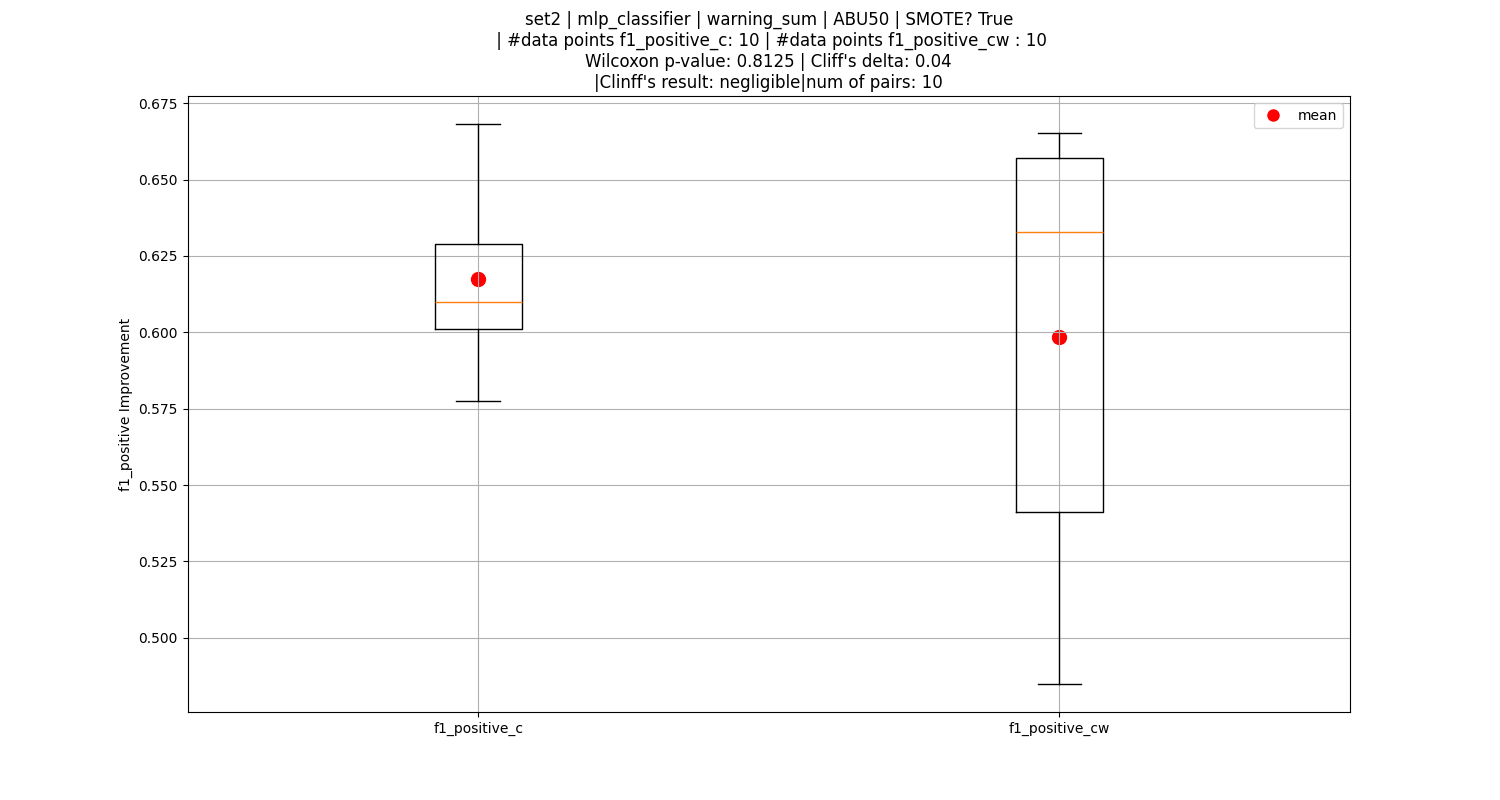 set2 | mlp_classifier | warning_sum | ABU50 | SMOTE? True
| #data points f1_positive_c: 10 | #data points f1_positive_cw : 10
Wilcoxon p-value: 0.8125 | Cliff's delta: 0.04
|Clinff's result: negligible|num of pairs: 10
mean
0.675
0.650
0.625
0.600
0.575
0.550
0.525
0.500
f1_positive Improvement
f1_positive_c
f1_positive_cw